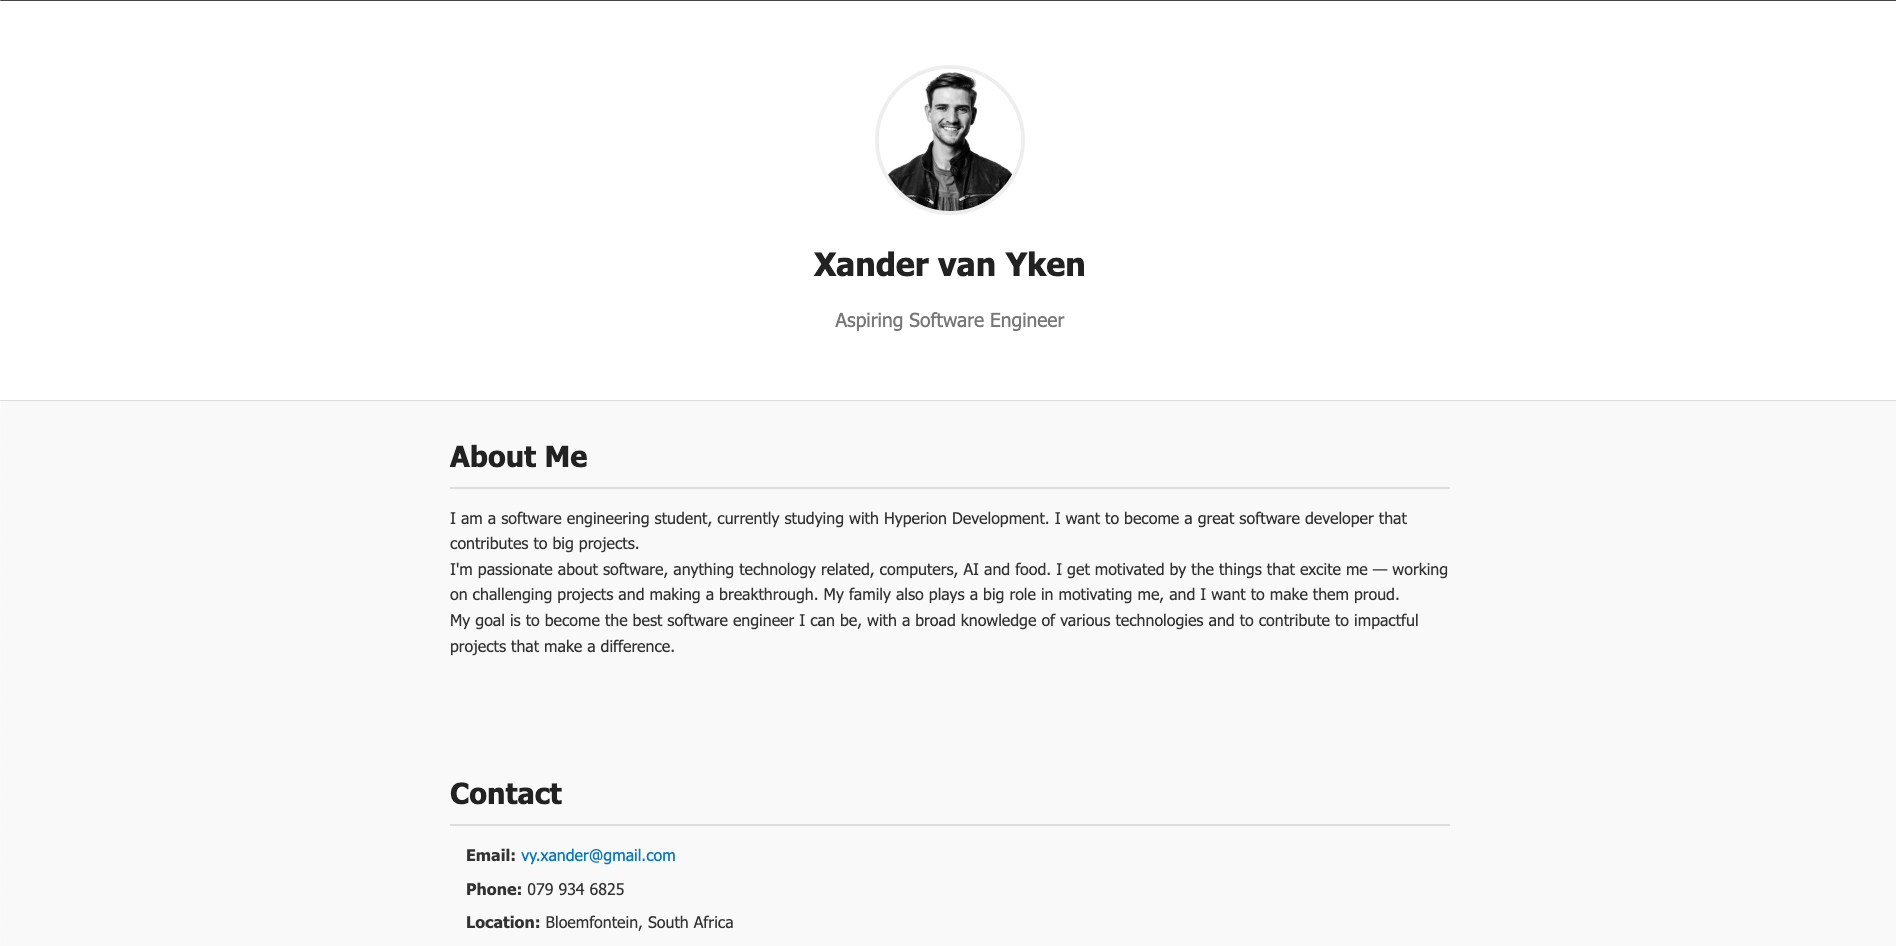 Xander van Yken
Aspiring Software Engineer
About Me
I am a software engineering student, currently studying with Hyperion Development. I want to become a great software developer that
contributes to big projects.
I'm passionate about software, anything technology related, computers, AI and food. I get motivated by the things that excite me — working
on challenging projects and making a breakthrough. My family also plays a big role in motivating me, and I want to make them proud.
My goal is to become the best software engineer I can be, with a broad knowledge of various technologies and to contribute to impactful
projects that make a difference.
Contact
Email: vy.xander@gmail.com
Phone: 079 934 6825
Location: Bloemfontein, South Africa